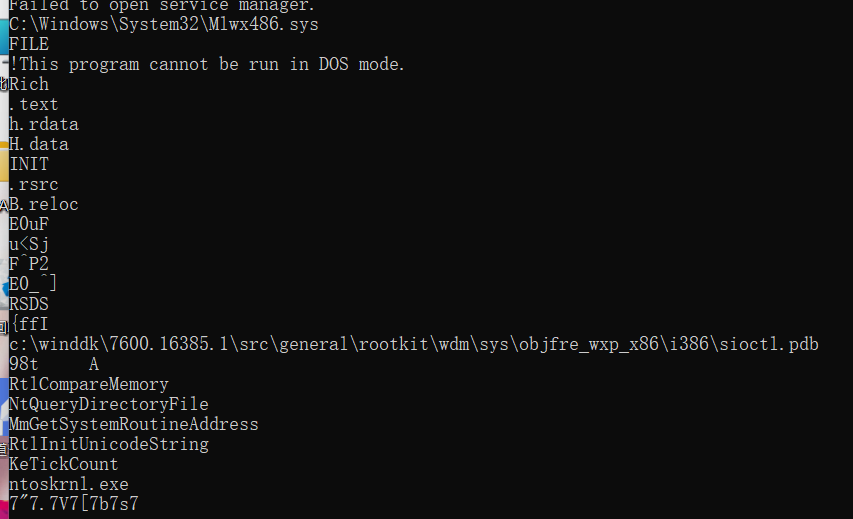 Failed to open service manager.
C:\Windows\System32\Mlwx486.sys
FILE
!This program cannot be run in DOS mode.
Rich
.text
h.rdata
H.data
INIT
.rsrc
B.reloc
E0uF
u<Sj
F^P2
E0_^]
RSDS
{ffI
c:\winddk\7600.16385.1\src\general\rootkit\wdm\sys\objfre_wxp_x86\i386\sioctl.pdb
98t     A
RtlCompareMemory
NtQueryDirectoryFile
MmGetSystemRoutineAddress
RtlInitUnicodeString
KeTickCount
ntoskrnl.exe
7"7.7V7[7b7s7